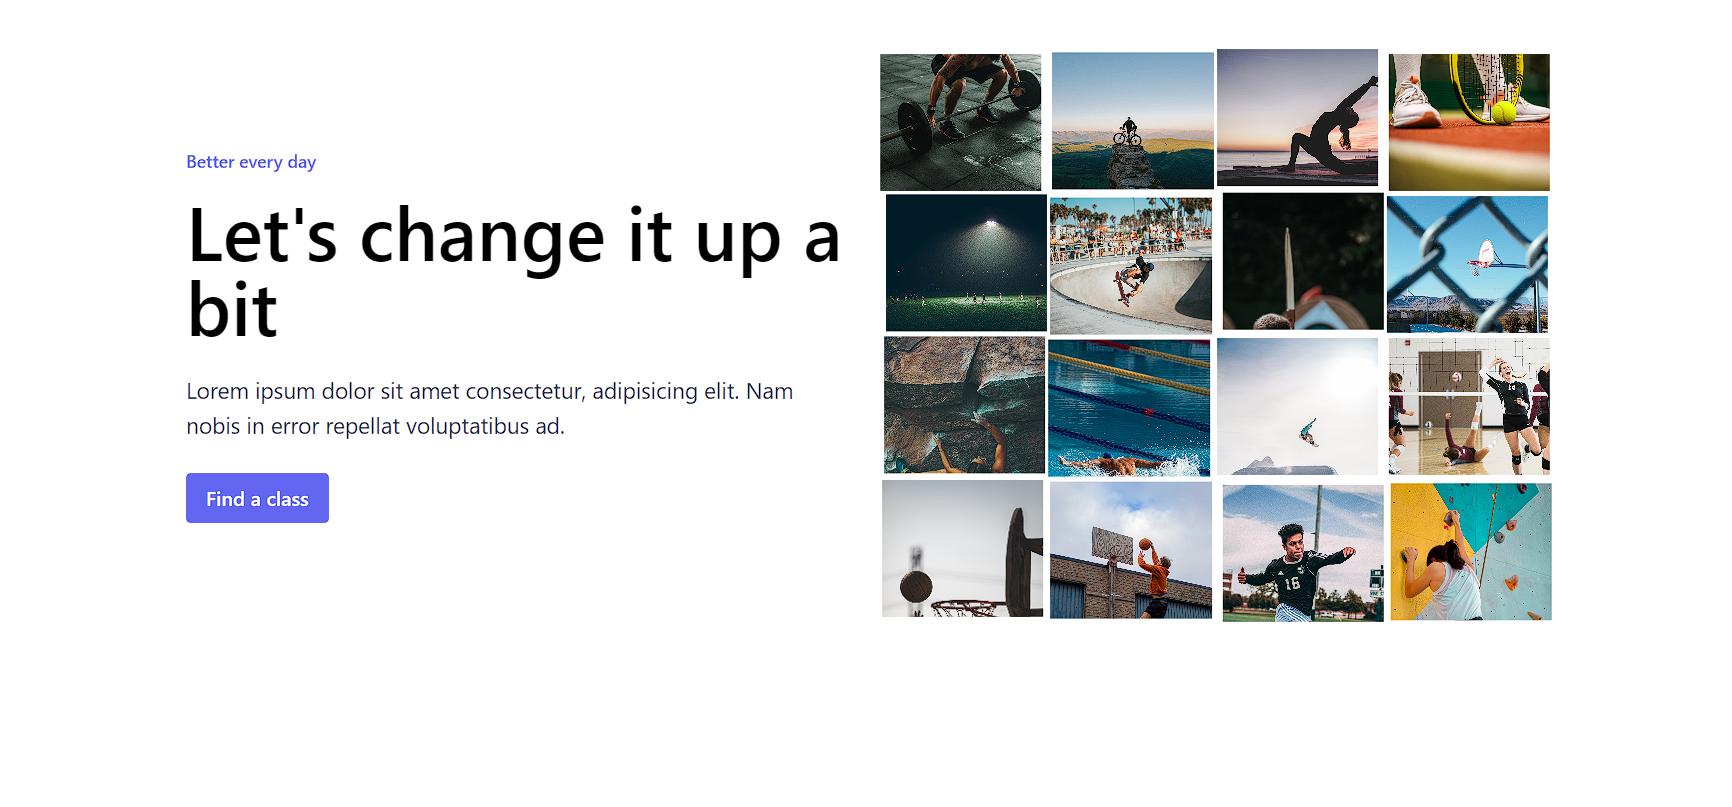 Better every day
Let's change it up a
bit
Lorem ipsum dolor sit amet consectetur, adipisicing elit. Nam
nobis in error repellat voluptatibus ad.
Find a class
16